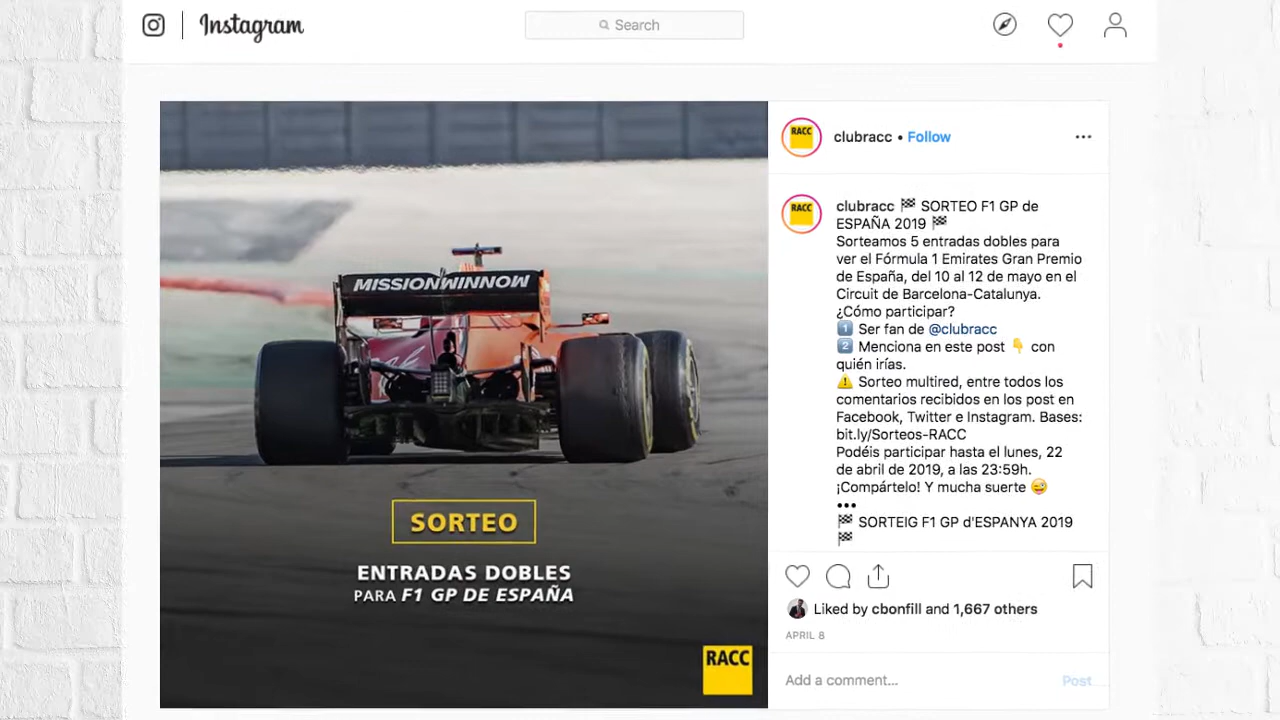 Instagram
Search
MISSIONWINNOW
SORTEO
ENTRADAS DOBLES
PARA F1 GP DE ESPAÑA
RACC
RACC
clubracc • Follow
RACC
clubracc 🏁 SORTEO F1 GP de
ESPAÑA 2019 🏁
Sorteamos 5 entradas dobles para
ver el Fórmula 1 Emirates Gran Premio
de España, del 10 al 12 de mayo en el
Circuit de Barcelona-Catalunya.
¿Cómo participar?
1️⃣ Ser fan de @clubracc
2️⃣ Menciona en este post 👇 con
quién irías.
⚠️ Sorteo multired, entre todos los
comentarios recibidos en los post en
Facebook, Twitter e Instagram. Bases:
bit.ly/Sorteos-RACC
Podéis participar hasta el lunes, 22
de abril de 2019, a las 23:59h.
¡Compártelo! Y mucha suerte 😜
•••
🏁 SORTEIG F1 GP d'ESPANYA 2019
🏁
Liked by cbonfill and 1,667 others
APRIL 8
Add a comment...
Post